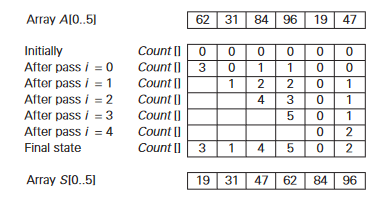 Array A[0..5] 62 31 84 96 19 47
Initially Count [] 0 0 0 0 0 0
After pass i = 0 Count [] 3 0 1 1 0 0
After pass i = 1 Count [] 1 2 2 0 1
After pass i = 2 Count [] 4 3 0 1
After pass i = 3 Count [] 5 0 1
After pass i = 4 Count [] 0 2
Final state Count [] 3 1 4 5 0 2
Array S[0..5] 19 31 47 62 84 96